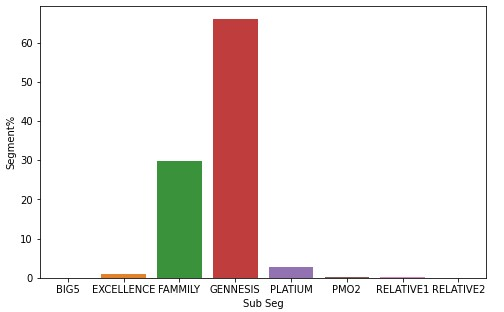 Segment%
60
50
40
30
20
10
0
BIG5 EXCELLENCE FAMMILY GENNESIS PLATIUM PMO2 RELATIVE1 RELATIVE2
Sub Seg